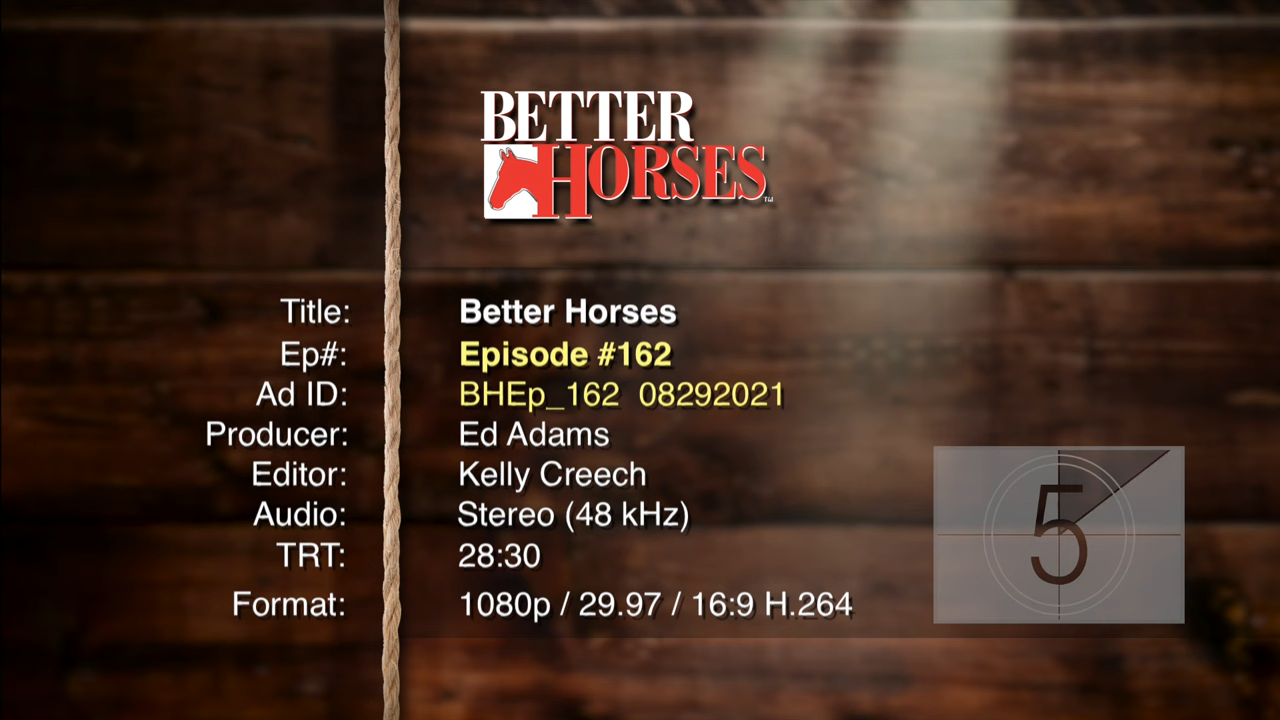 BETTER
HORSES™
Title: Better Horses
Ep#: Episode #162
Ad ID: BHEp_162 08292021
Producer: Ed Adams
Editor: Kelly Creech
Audio: Stereo (48 kHz)
TRT: 28:30
Format: 1080p / 29.97 / 16:9 H.264
5